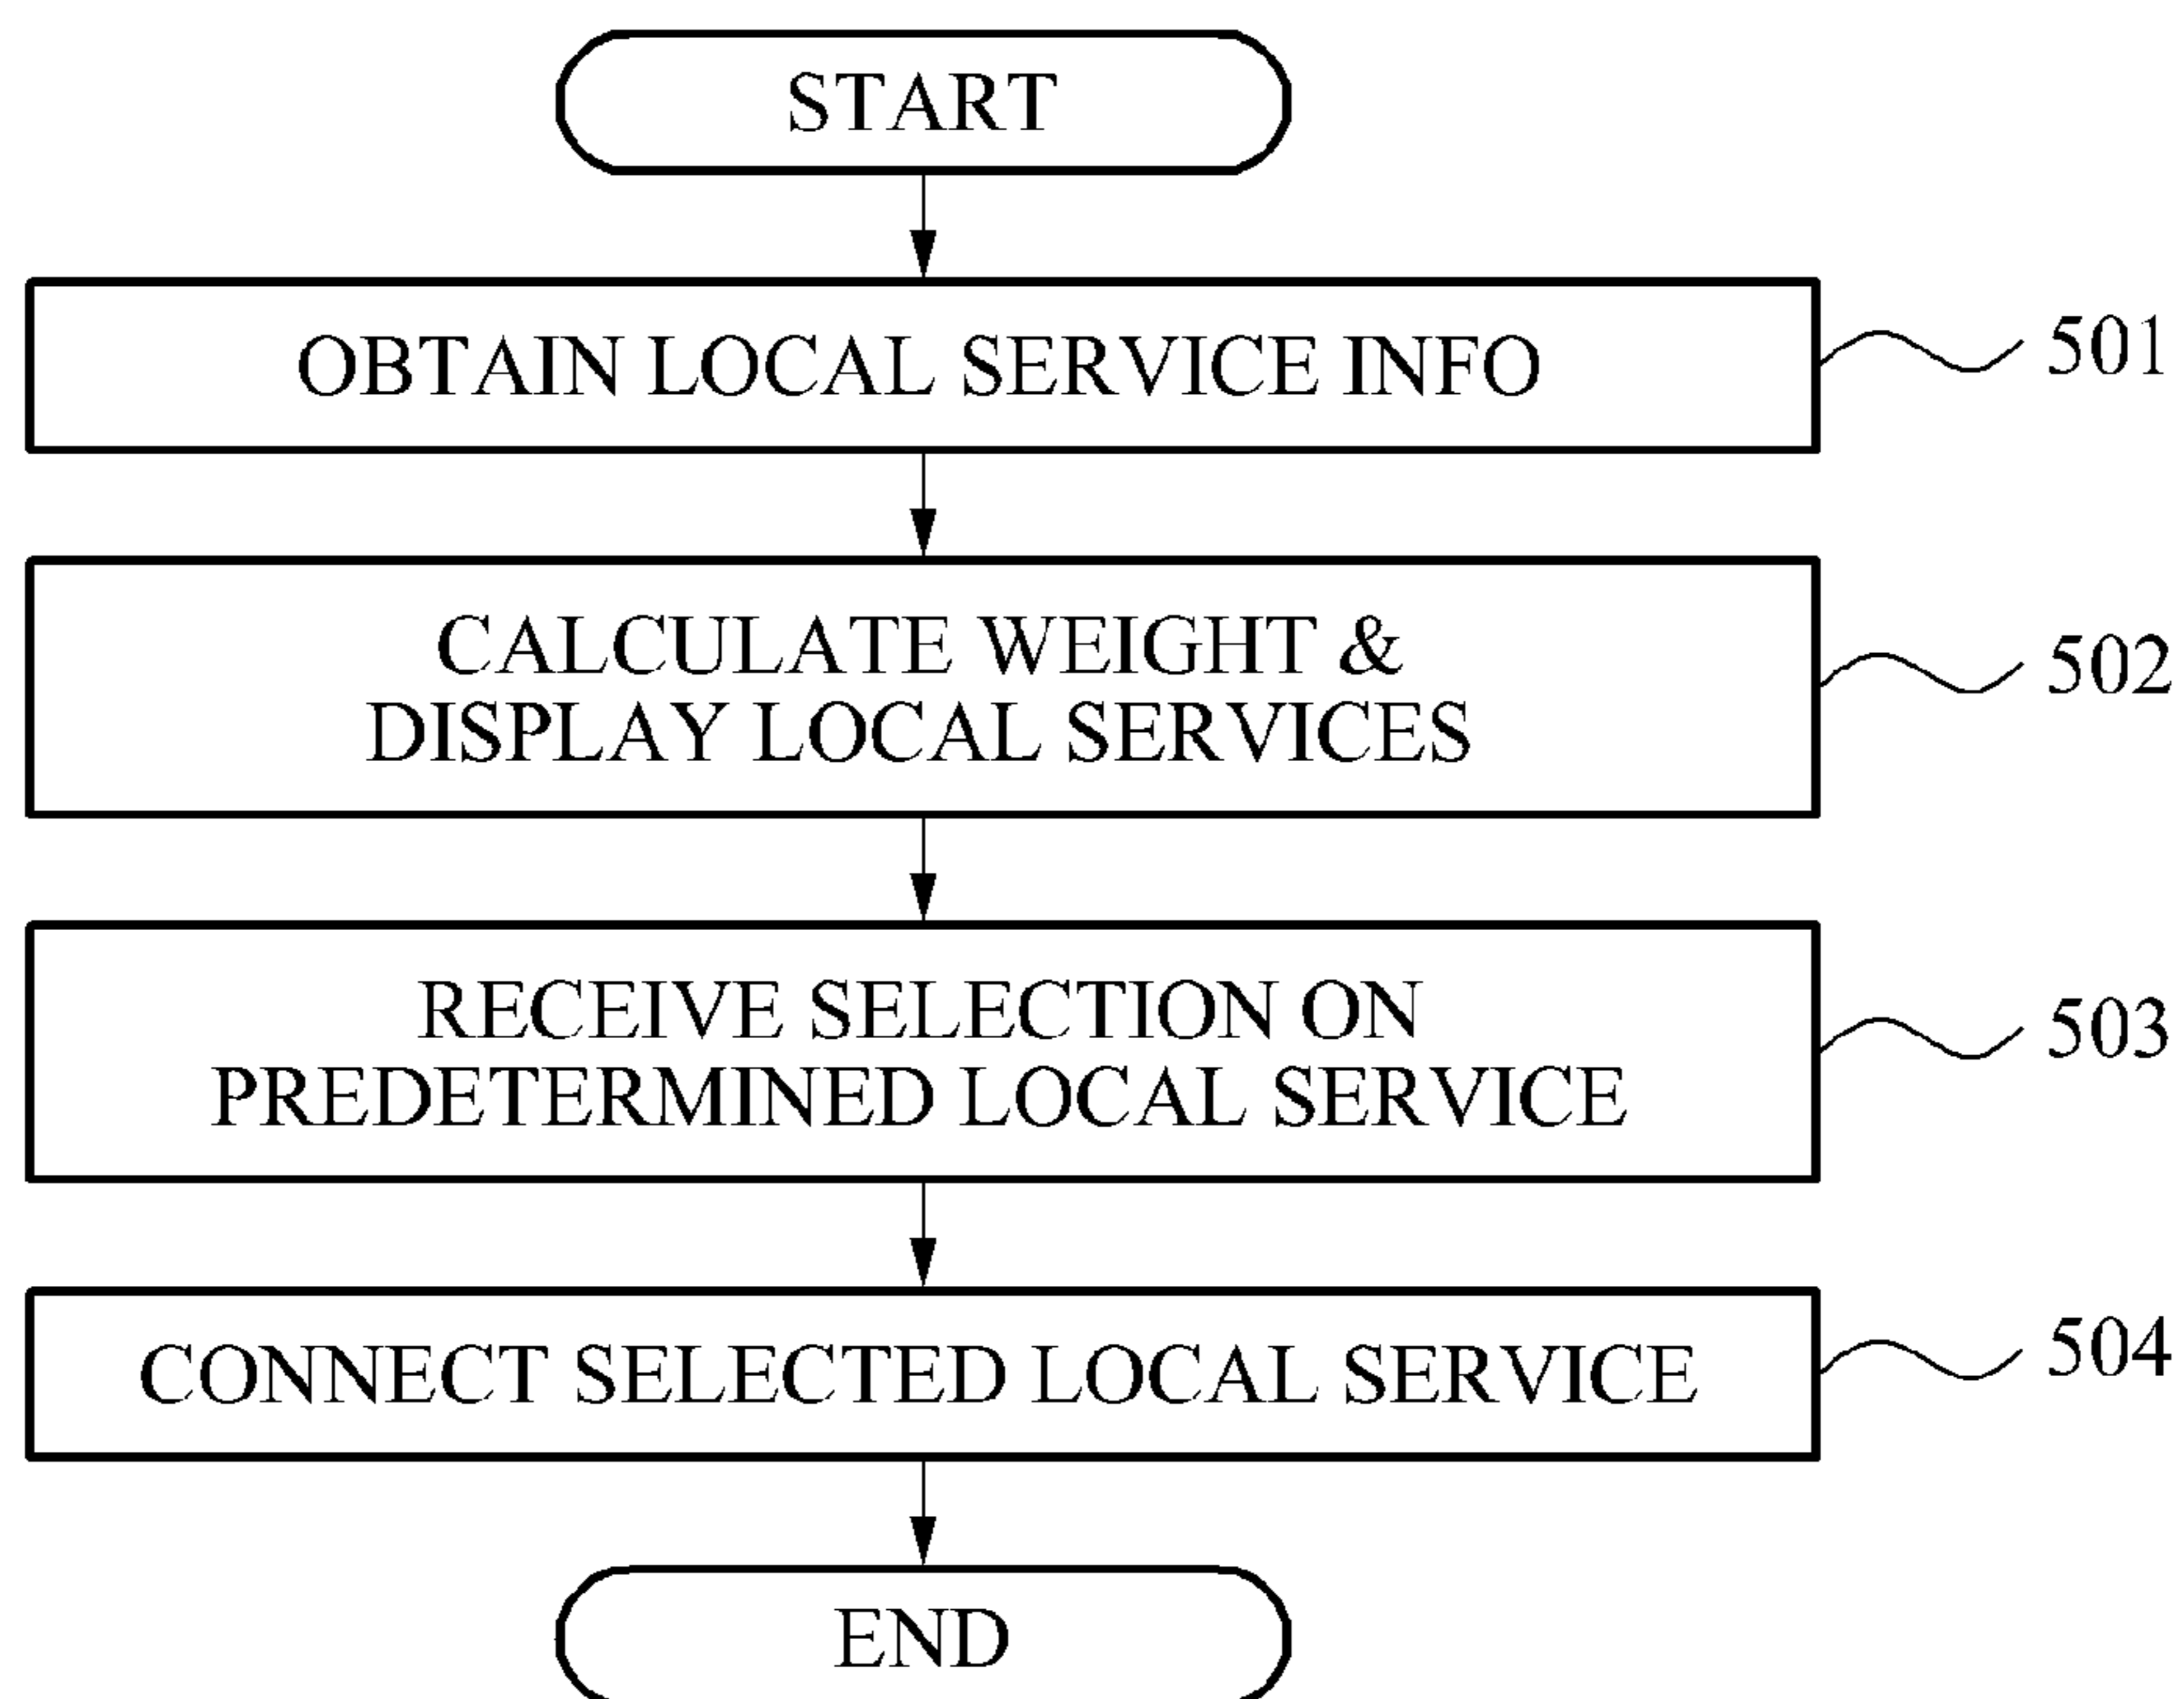 START
OBTAIN LOCAL SERVICE INFO
501
CALCULATE WEIGHT &
DISPLAY LOCAL SERVICES
502
RECEIVE SELECTION ON
PREDETERMINED LOCAL SERVICE
503
CONNECT SELECTED LOCAL SERVICE
504
END